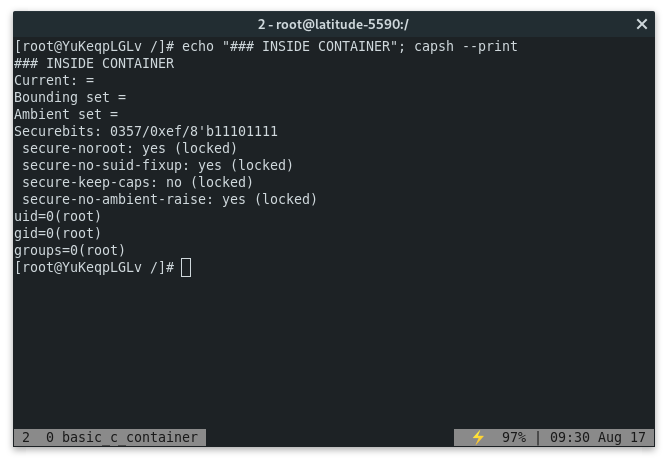 2 - root@latitude-5590:/
[root@YuKeqpLGLv /]# echo "### INSIDE CONTAINER"; capsh --print
### INSIDE CONTAINER
Current: =
Bounding set =
Ambient set =
Securebits: 0357/0xef/8'b11101111
 secure-noroot: yes (locked)
 secure-no-suid-fixup: yes (locked)
 secure-keep-caps: no (locked)
 secure-no-ambient-raise: yes (locked)
uid=0(root)
gid=0(root)
groups=0(root)
[root@YuKeqpLGLv /]#
2  0 basic_c_container ⚡ 97% | 09:30 Aug 17